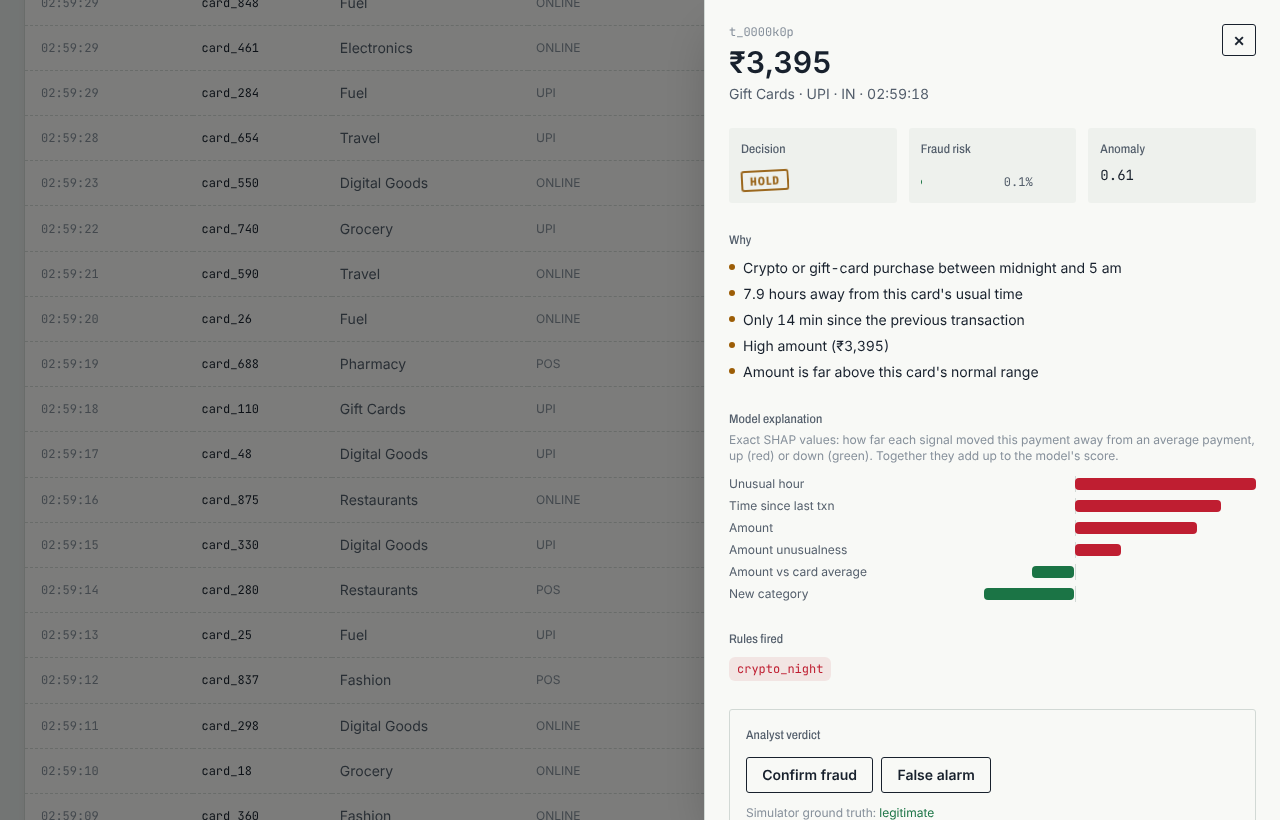 02:59:29 card_848 Fuel ONLINE
02:59:29 card_461 Electronics ONLINE
02:59:29 card_284 Fuel UPI
02:59:28 card_654 Travel UPI
02:59:23 card_550 Digital Goods ONLINE
02:59:22 card_740 Grocery UPI
02:59:21 card_590 Travel UPI
02:59:20 card_26 Fuel ONLINE
02:59:19 card_688 Pharmacy POS
02:59:18 card_110 Gift Cards UPI
02:59:17 card_48 Digital Goods UPI
02:59:16 card_875 Restaurants ONLINE
02:59:15 card_330 Digital Goods UPI
02:59:14 card_280 Restaurants POS
02:59:13 card_25 Fuel UPI
02:59:12 card_837 Fashion POS
02:59:11 card_298 Digital Goods ONLINE
02:59:10 card_18 Grocery ONLINE
02:59:09 card_360 Fashion ONLINE
t_0000k0p
×
₹3,395
Gift Cards · UPI · IN · 02:59:18
Decision
HOLD
Fraud risk
0.1%
Anomaly
0.61
Why
Crypto or gift-card purchase between midnight and 5 am
7.9 hours away from this card's usual time
Only 14 min since the previous transaction
High amount (₹3,395)
Amount is far above this card's normal range
Model explanation
Exact SHAP values: how far each signal moved this payment away from an average payment,
up (red) or down (green). Together they add up to the model's score.
Unusual hour
Time since last txn
Amount
Amount unusualness
Amount vs card average
New category
Rules fired
crypto_night
Analyst verdict
Confirm fraud
False alarm
Simulator ground truth: legitimate